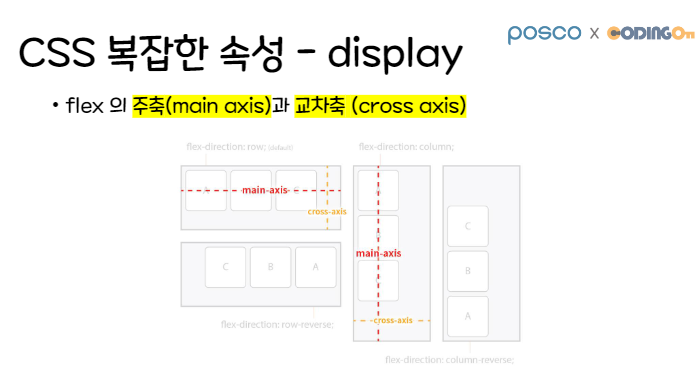 posco x CODINGOn
CSS 복잡한 속성 – display
• flex 의 주축(main axis)과 교차축 (cross axis)
flex-direction: row; (default)
flex-direction: column;
main-axis
cross-axis
C B A
flex-direction: row-reverse;
main-axis
cross-axis
C
B
A
flex-direction: column-reverse;